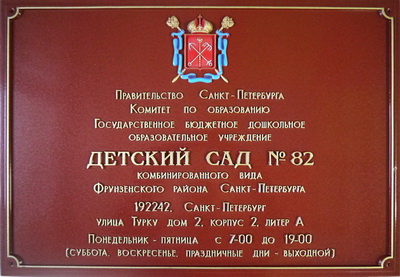 Правительство Санкт-Петербурга
Комитет по образованию
Государственное бюджетное дошкольное
образовательное учреждение
ДЕТСКИЙ САД № 82
комбинированного вида
Фрунзенского района Санкт-Петербурга
192242, Санкт-Петербург
улица Турку дом 2, корпус 2, литер А
Понедельник - пятница с 7-00 до 19-00
(суббота, воскресенье, праздничные дни - выходной)